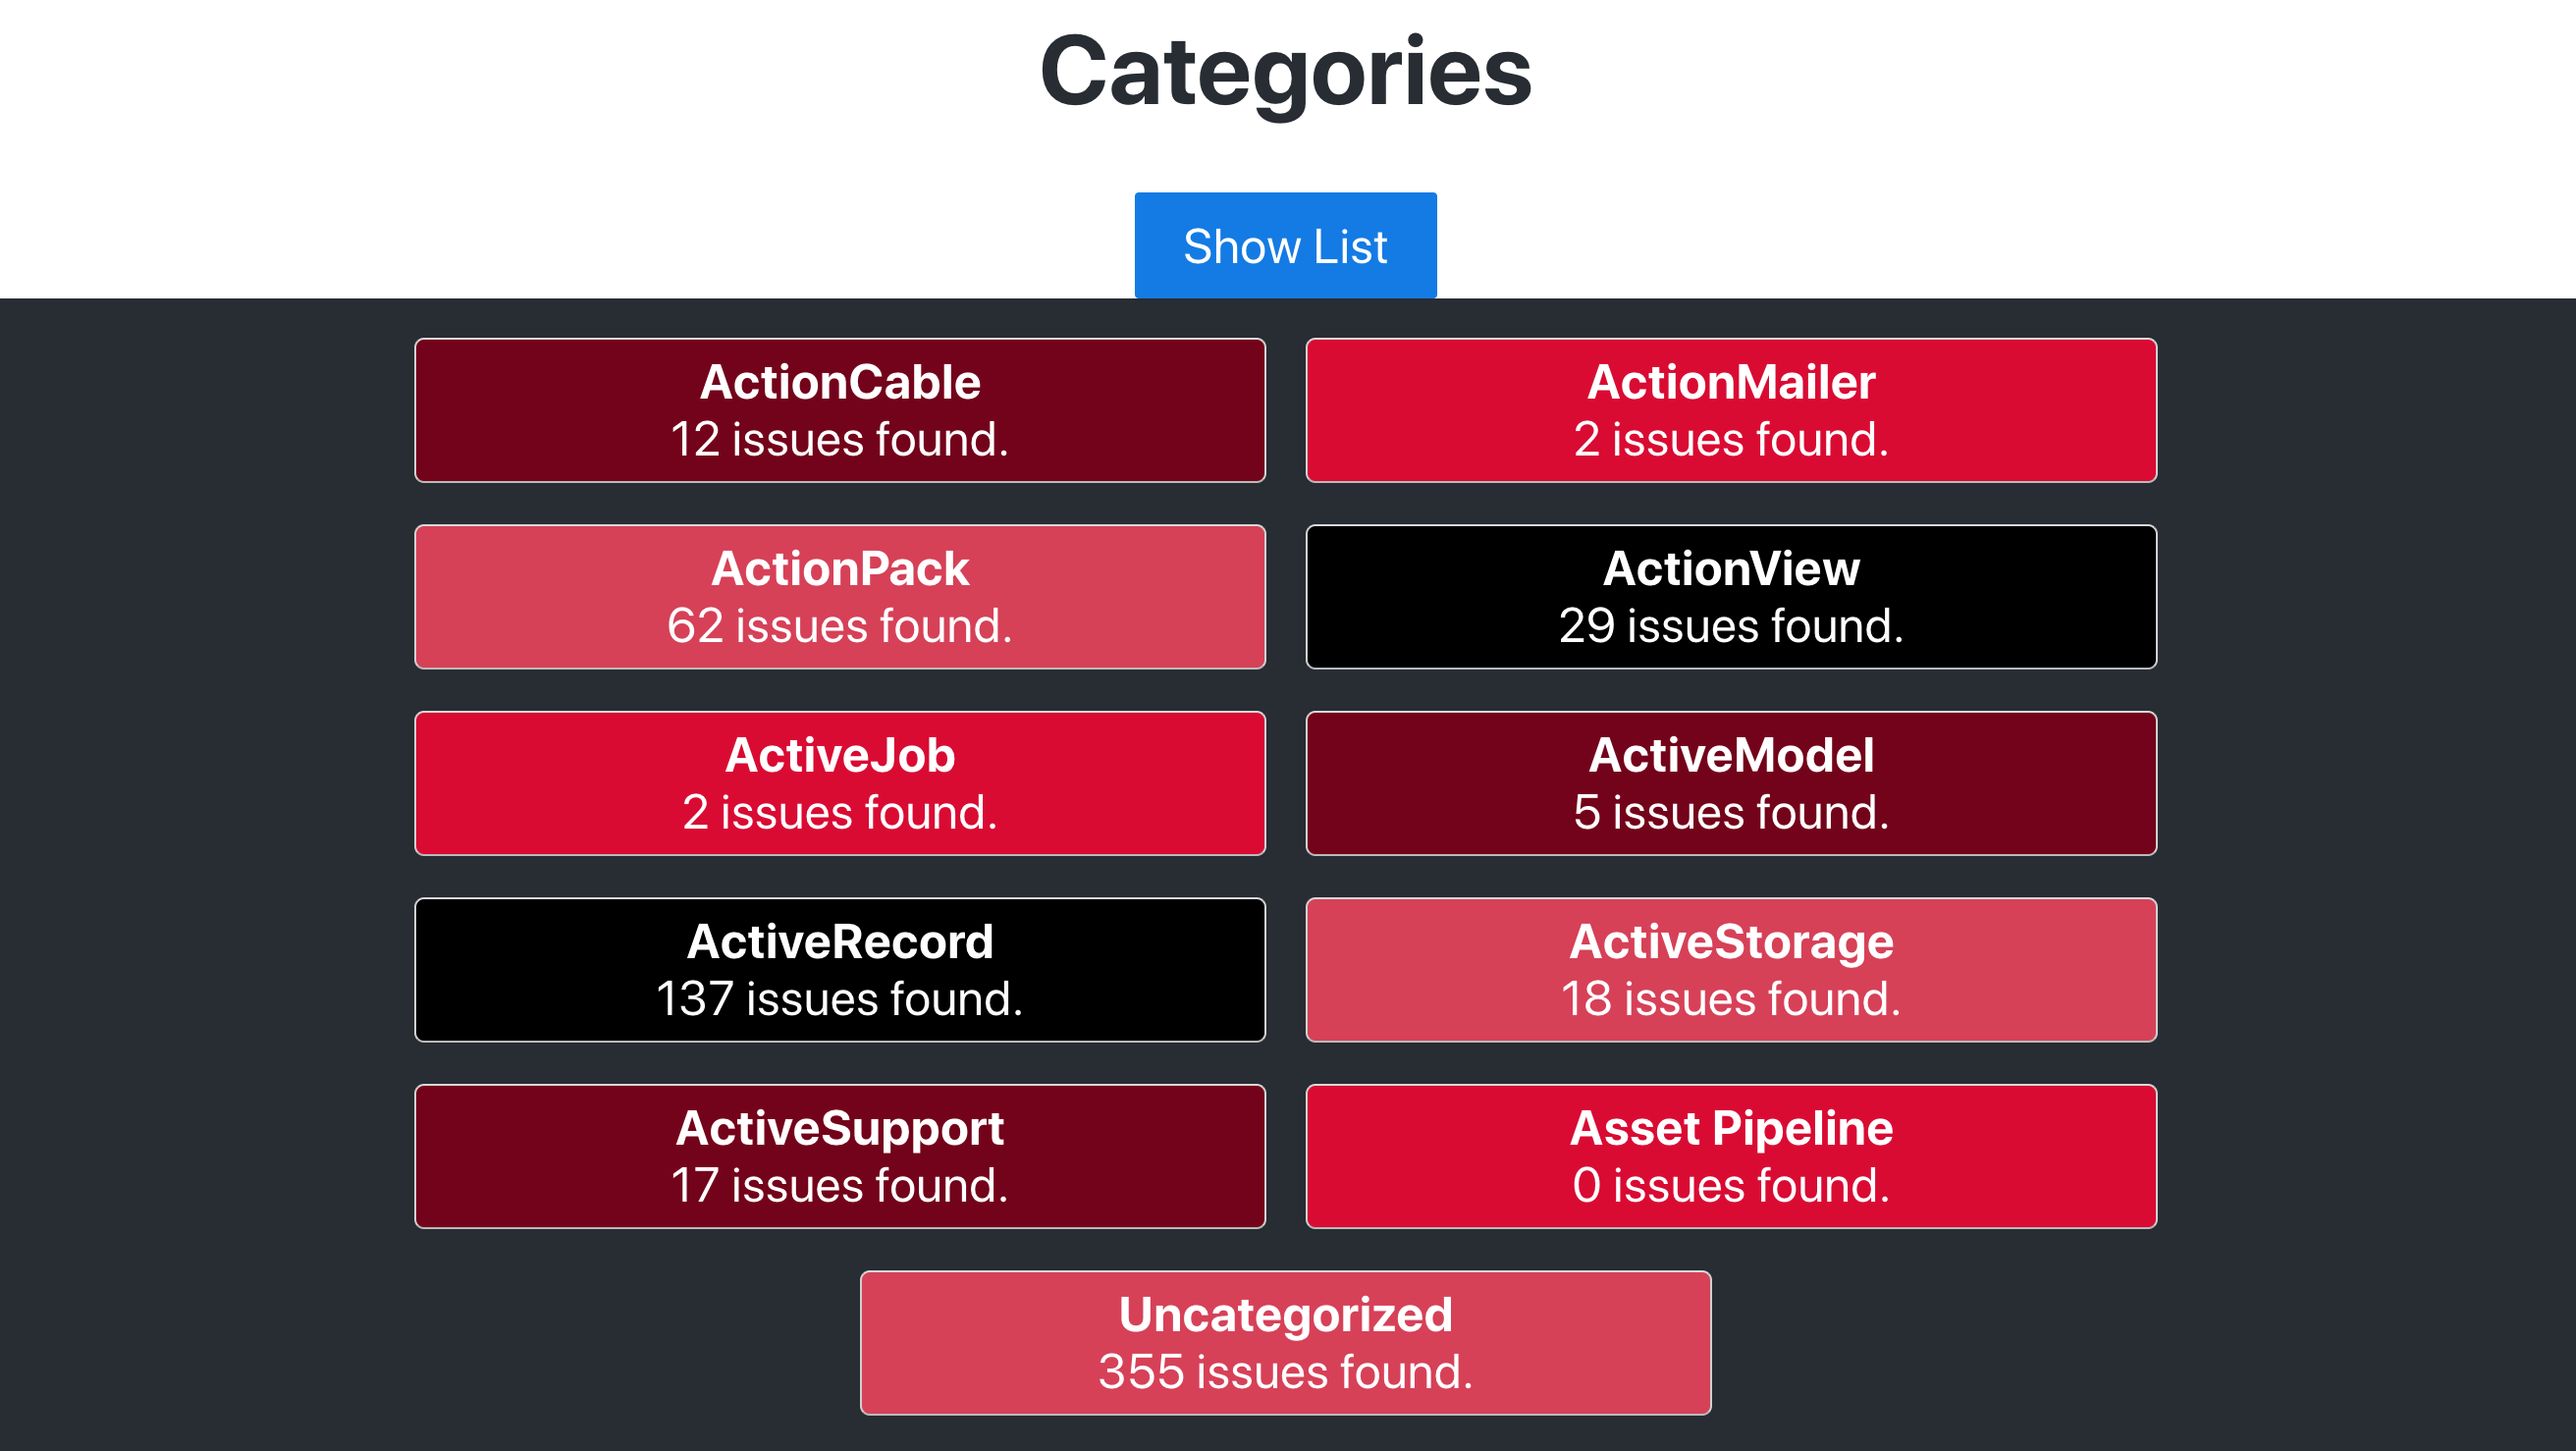 Categories
Show List
ActionCable
12 issues found.
ActionMailer
2 issues found.
ActionPack
62 issues found.
ActionView
29 issues found.
ActiveJob
2 issues found.
ActiveModel
5 issues found.
ActiveRecord
137 issues found.
ActiveStorage
18 issues found.
ActiveSupport
17 issues found.
Asset Pipeline
0 issues found.
Uncategorized
355 issues found.